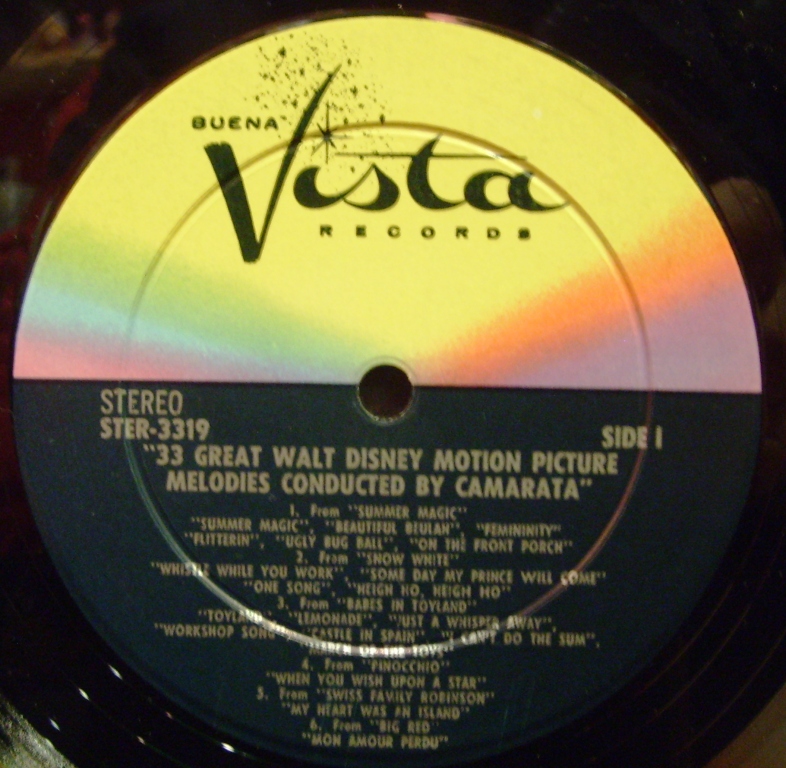 BUENA
Vista
RECORDS
STEREO
STER-3319
SIDE 1
"33 GREAT WALT DISNEY MOTION PICTURE
MELODIES CONDUCTED BY CAMARATA"
1. From "SUMMER MAGIC"
"SUMMER MAGIC", "BEAUTIFUL BEULAH", "FEMININITY"
"FLITTERIN", "UGLY BUG BALL", "ON THE FRONT PORCH"
2. From "SNOW WHITE"
"WHISTLE WHILE YOU WORK" "SOME DAY MY PRINCE WILL COME"
"ONE SONG", "HEIGH HO, HEIGH HO"
3. From "BABES IN TOYLAND"
"TOYLAND", "LEMONADE", "JUST A WHISPER AWAY",
"WORKSHOP SONG", "CASTLE IN SPAIN", "I CAN'T DO THE SUM",
"MARCH OF THE TOYS"
4. From "PINOCCHIO"
"WHEN YOU WISH UPON A STAR"
5. From "SWISS FAMILY ROBINSON"
"MY HEART WAS AN ISLAND"
6. From "BIG RED"
"MON AMOUR PERDU"